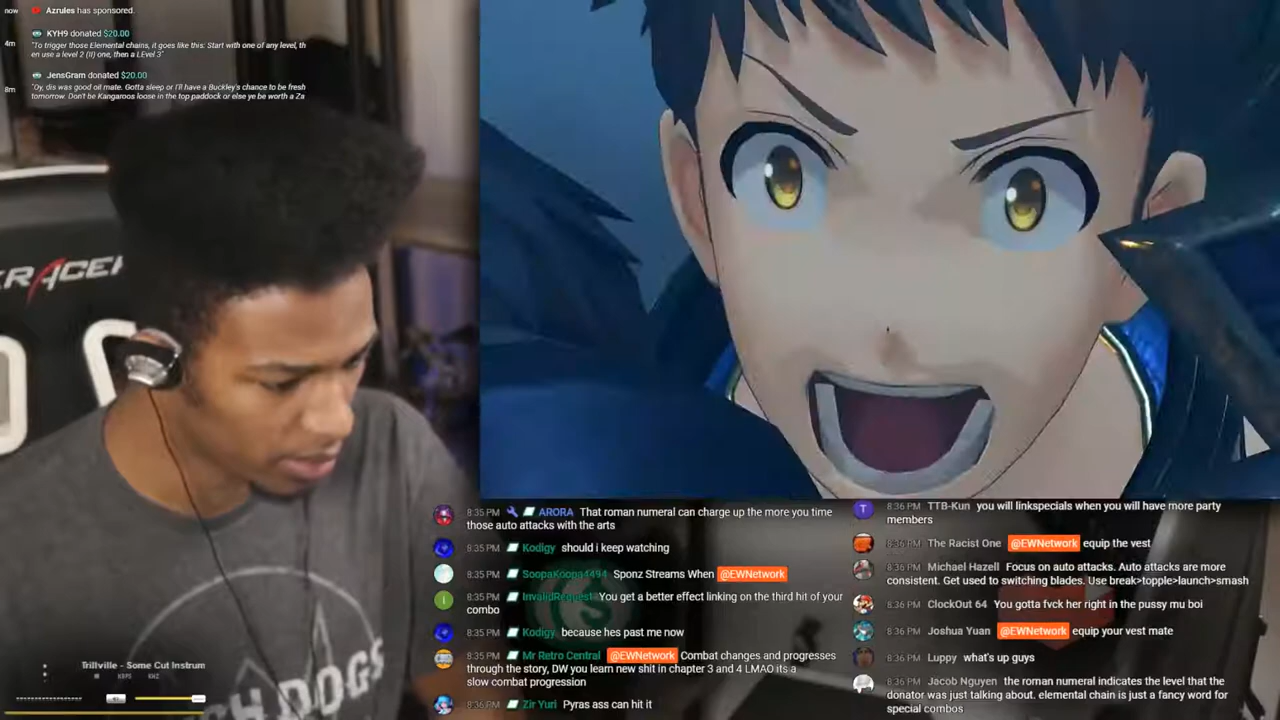 now Azrules has sponsored.
KYH9 donated $20.00
4m "To trigger those Elemental chains, it goes like this: Start with one of any level, th
en use a level 2 (II) one, then a LEvel 3"
JensGram donated $20.00
8m "Oy, dis was good oil mate. Gotta sleep or I'll have a Buckley's chance to be fresh
tomorrow. Don't be Kangaroos loose in the top paddock or else ye be worth a Za
RACER
CH DOGS
Trillville - Some Cut Instrum
KBPS KHZ
8:35 PM ARORA That roman numeral can charge up the more you time
those auto attacks with the arts
8:35 PM Kodigy should i keep watching
8:35 PM SoopaKoopa4494 Sponz Streams When @EWNetwork
8:35 PM InvalidRequest You get a better effect linking on the third hit of your
combo
8:35 PM Kodigy because hes past me now
8:35 PM Mr Retro Central @EWNetwork Combat changes and progresses
through the story, DW you learn new shit in chapter 3 and 4 LMAO its a
slow combat progression
8:36 PM Zir Yuri Pyras ass can hit it
T 8:36 PM TTB-Kun you will linkspecials when you will have more party
members
8:36 PM The Racist One @EWNetwork equip the vest
8:36 PM Michael Hazell Focus on auto attacks. Auto attacks are more
consistent. Get used to switching blades. Use break>topple>launch>smash
8:36 PM ClockOut 64 You gotta fvck her right in the pussy mu boi
8:36 PM Joshua Yuan @EWNetwork equip your vest mate
8:36 PM Luppy what's up guys
8:36 PM Jacob Nguyen the roman numeral indicates the level that the
donator was just talking about. elemental chain is just a fancy word for
special combos